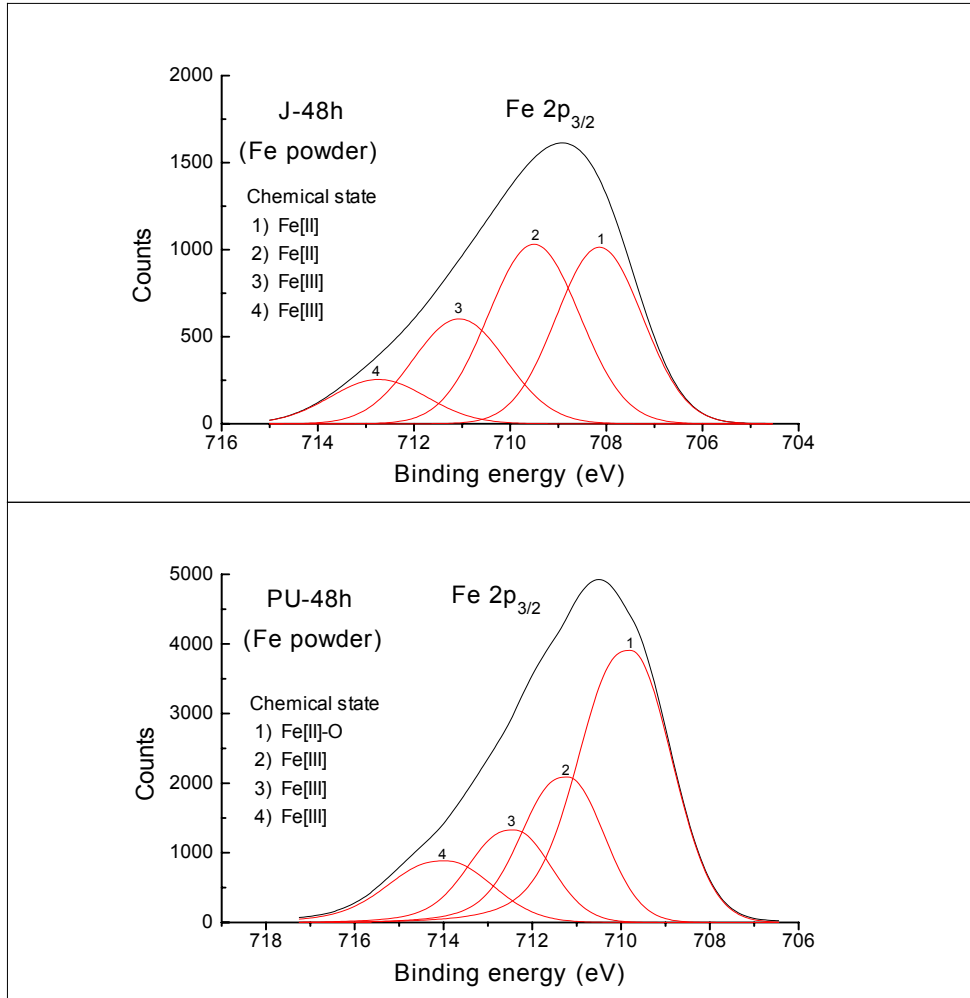 2000
J-48h
Fe 2p3/2
(Fe powder)
1500
Chemical state
1) Fe[II]
2) Fe[II]
3) Fe[III]
4) Fe[III]
1000
2
1
3
500
4
0
716
714
712
710
708
706
704
Counts
Binding energy (eV)
5000
PU-48h
Fe 2p3/2
(Fe powder)
4000
1
Chemical state
1) Fe[II]-O
2) Fe[III]
3) Fe[III]
4) Fe[III]
3000
2000
2
3
1000
4
0
718
716
714
712
710
708
706
Counts
Binding energy (eV)